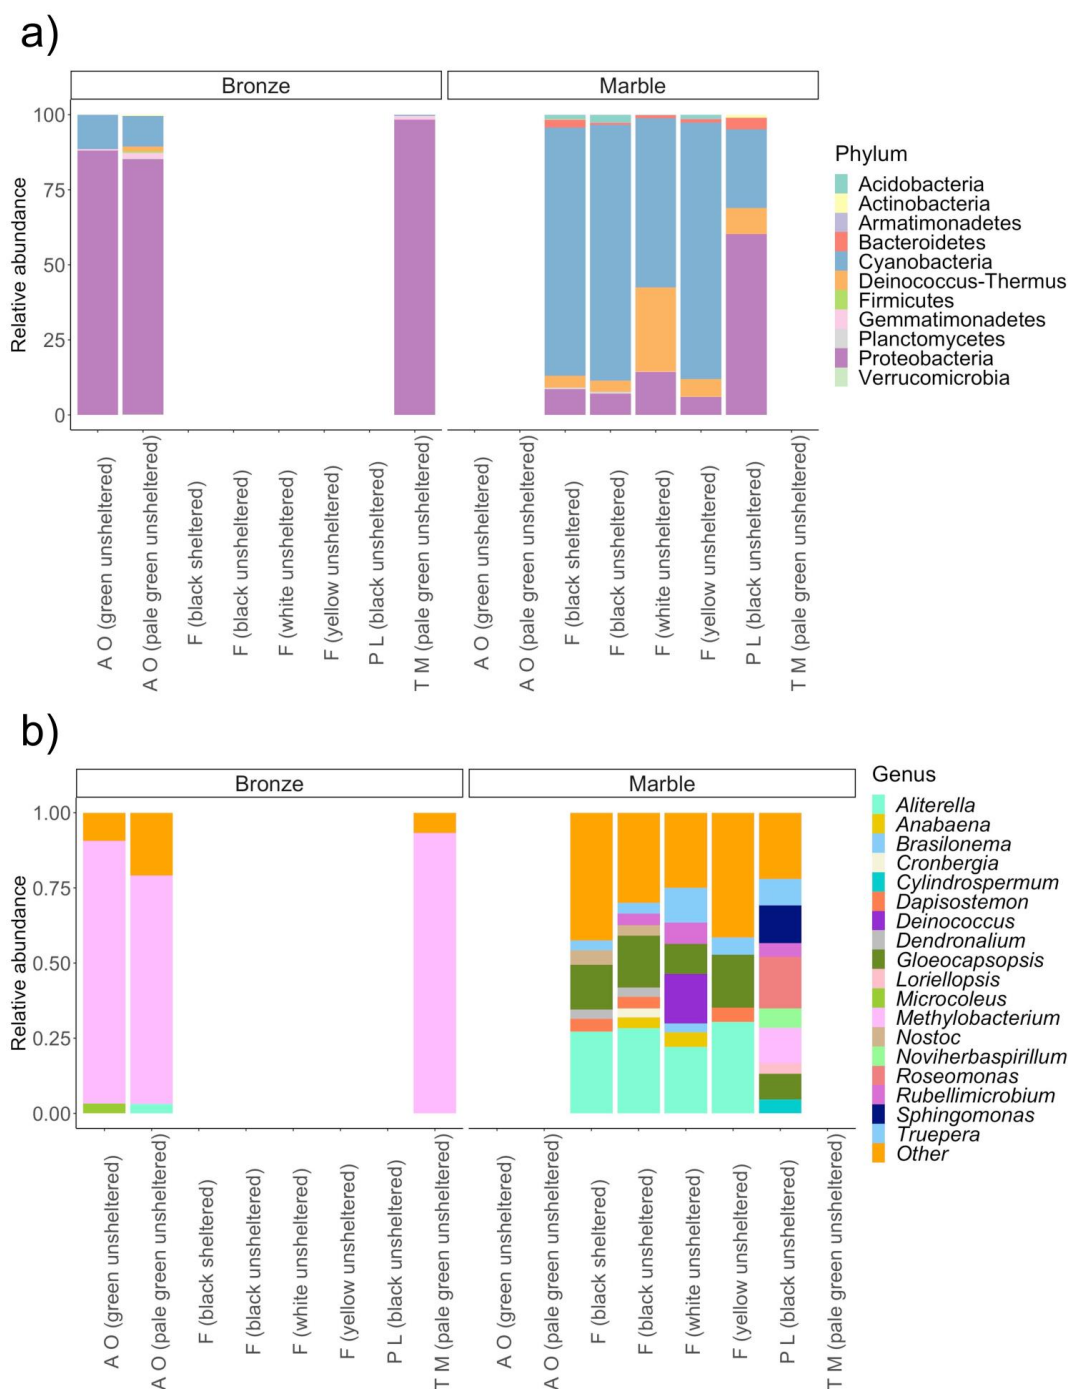 a)
Bronze
Marble
100
75
50
25
0
Relative abundance
A O (green unsheltered)
A O (pale green unsheltered)
F (black sheltered)
F (black unsheltered)
F (white unsheltered)
F (yellow unsheltered)
P L (black unsheltered)
T M (pale green unsheltered)
A O (green unsheltered)
A O (pale green unsheltered)
F (black sheltered)
F (black unsheltered)
F (white unsheltered)
F (yellow unsheltered)
P L (black unsheltered)
T M (pale green unsheltered)
Phylum
Acidobacteria
Actinobacteria
Armatimonadetes
Bacteroidetes
Cyanobacteria
Deinococcus-Thermus
Firmicutes
Gemmatimonadetes
Planctomycetes
Proteobacteria
Verrucomicrobia
b)
Bronze
Marble
1.00
0.75
0.50
0.25
0.00
Relative abundance
A O (green unsheltered)
A O (pale green unsheltered)
F (black sheltered)
F (black unsheltered)
F (white unsheltered)
F (yellow unsheltered)
P L (black unsheltered)
T M (pale green unsheltered)
A O (green unsheltered)
A O (pale green unsheltered)
F (black sheltered)
F (black unsheltered)
F (white unsheltered)
F (yellow unsheltered)
P L (black unsheltered)
T M (pale green unsheltered)
Genus
Aliterella
Anabaena
Brasilonema
Cronbergia
Cylindrospermum
Dapisostemon
Deinococcus
Dendronalium
Gloeocapsopsis
Loriellopsis
Microcoleus
Methylobacterium
Nostoc
Noviherbaspirillum
Roseomonas
Rubellimicrobium
Sphingomonas
Truepera
Other